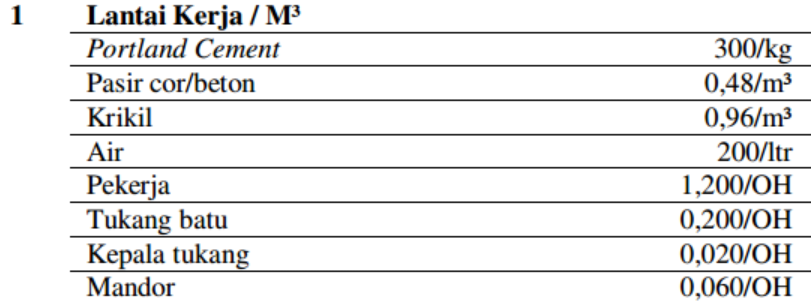 1 Lantai Kerja / M³
Portland Cement 300/kg
Pasir cor/beton 0,48/m³
Krikil 0,96/m³
Air 200/ltr
Pekerja 1,200/OH
Tukang batu 0,200/OH
Kepala tukang 0,020/OH
Mandor 0,060/OH